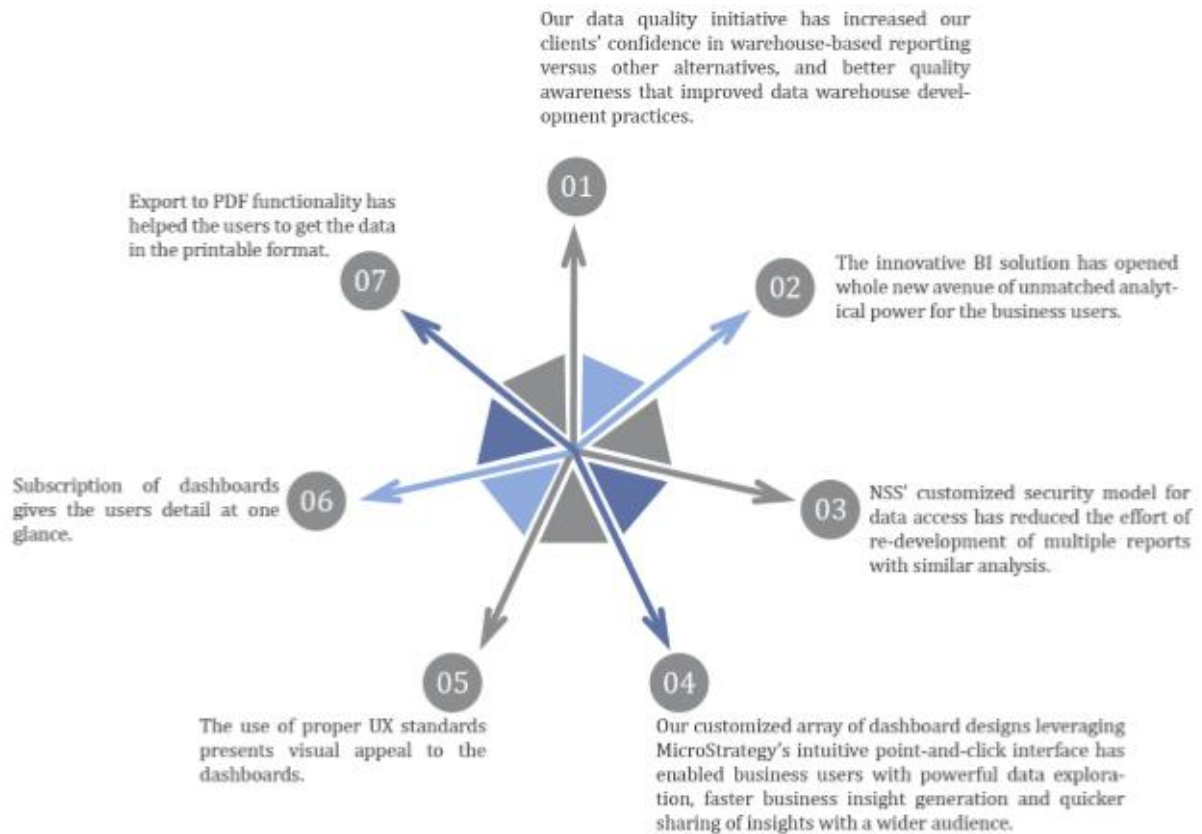 Our data quality initiative has increased our
clients' confidence in warehouse-based reporting
versus other alternatives, and better quality
awareness that improved data warehouse devel-
opment practices.
01
Export to PDF functionality has
helped the users to get the data
in the printable format.
07
02
The innovative BI solution has opened
whole new avenue of unmatched analyt-
ical power for the business users.
Subscription of dashboards
gives the users detail at one
glance.
06
03
NSS' customized security model for
data access has reduced the effort of
re-development of multiple reports
with similar analysis.
05
The use of proper UX standards
presents visual appeal to the
dashboards.
04
Our customized array of dashboard designs leveraging
MicroStrategy's intuitive point-and-click interface has
enabled business users with powerful data explora-
tion, faster business insight generation and quicker
sharing of insights with a wider audience.